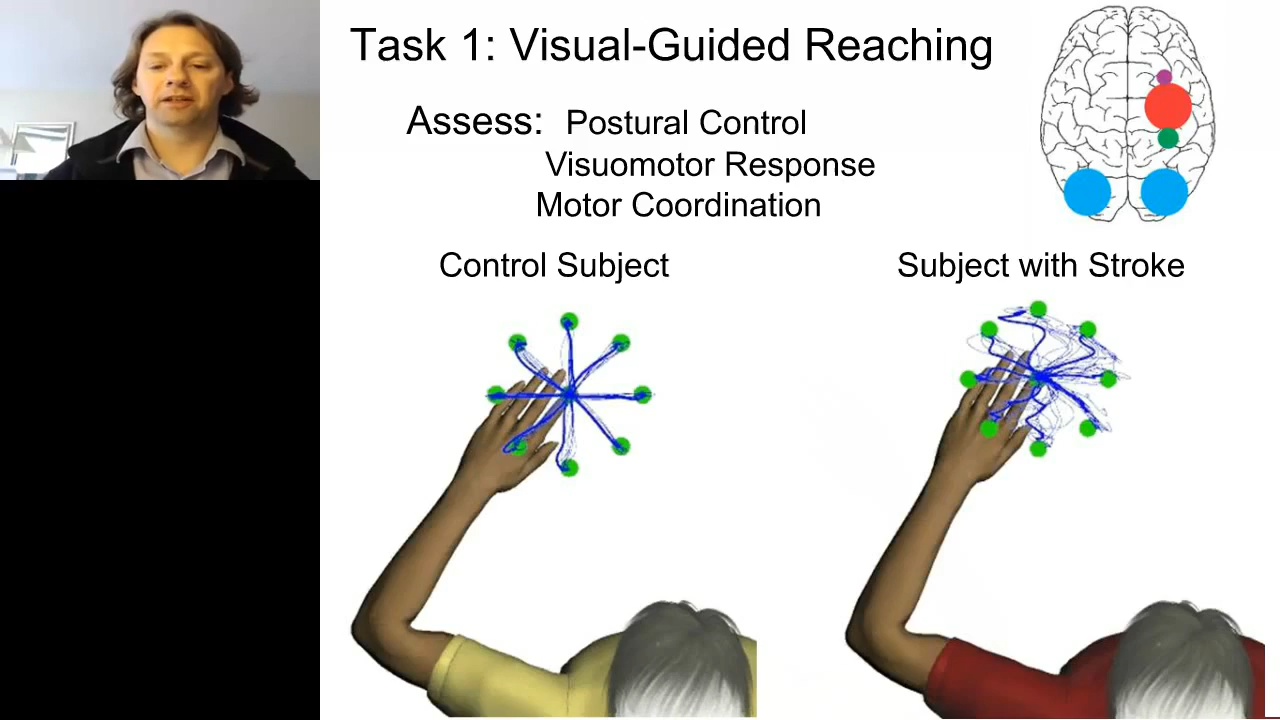 Task 1: Visual-Guided Reaching
Assess: Postural Control
Visuomotor Response
Motor Coordination
Control Subject
Subject with Stroke